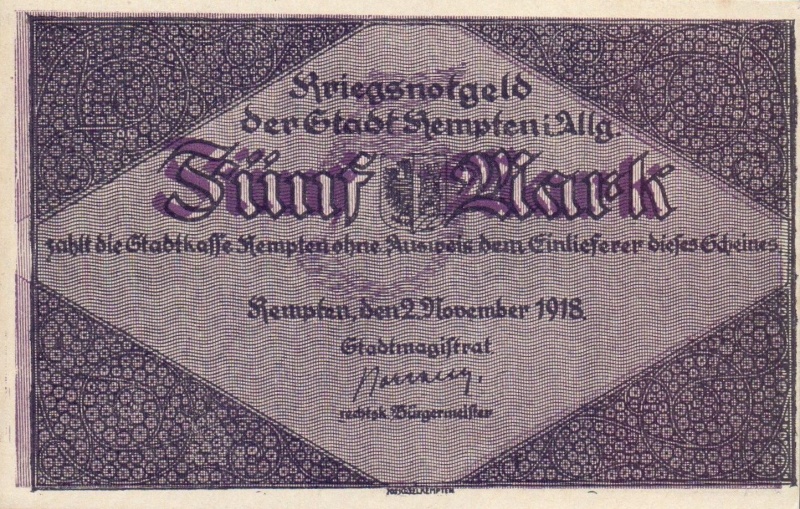 Kriegsnotgeld
der Stadt Kempten i. Allg.
Fünf Mark
zahlt die Stadtkasse Kempten ohne Ausweis dem Einlieferer dieses Scheines.
Kempten, den 2. November 1918.
Stadtmagistrat.
rechtsk. Bürgermeister
KEMPTEN